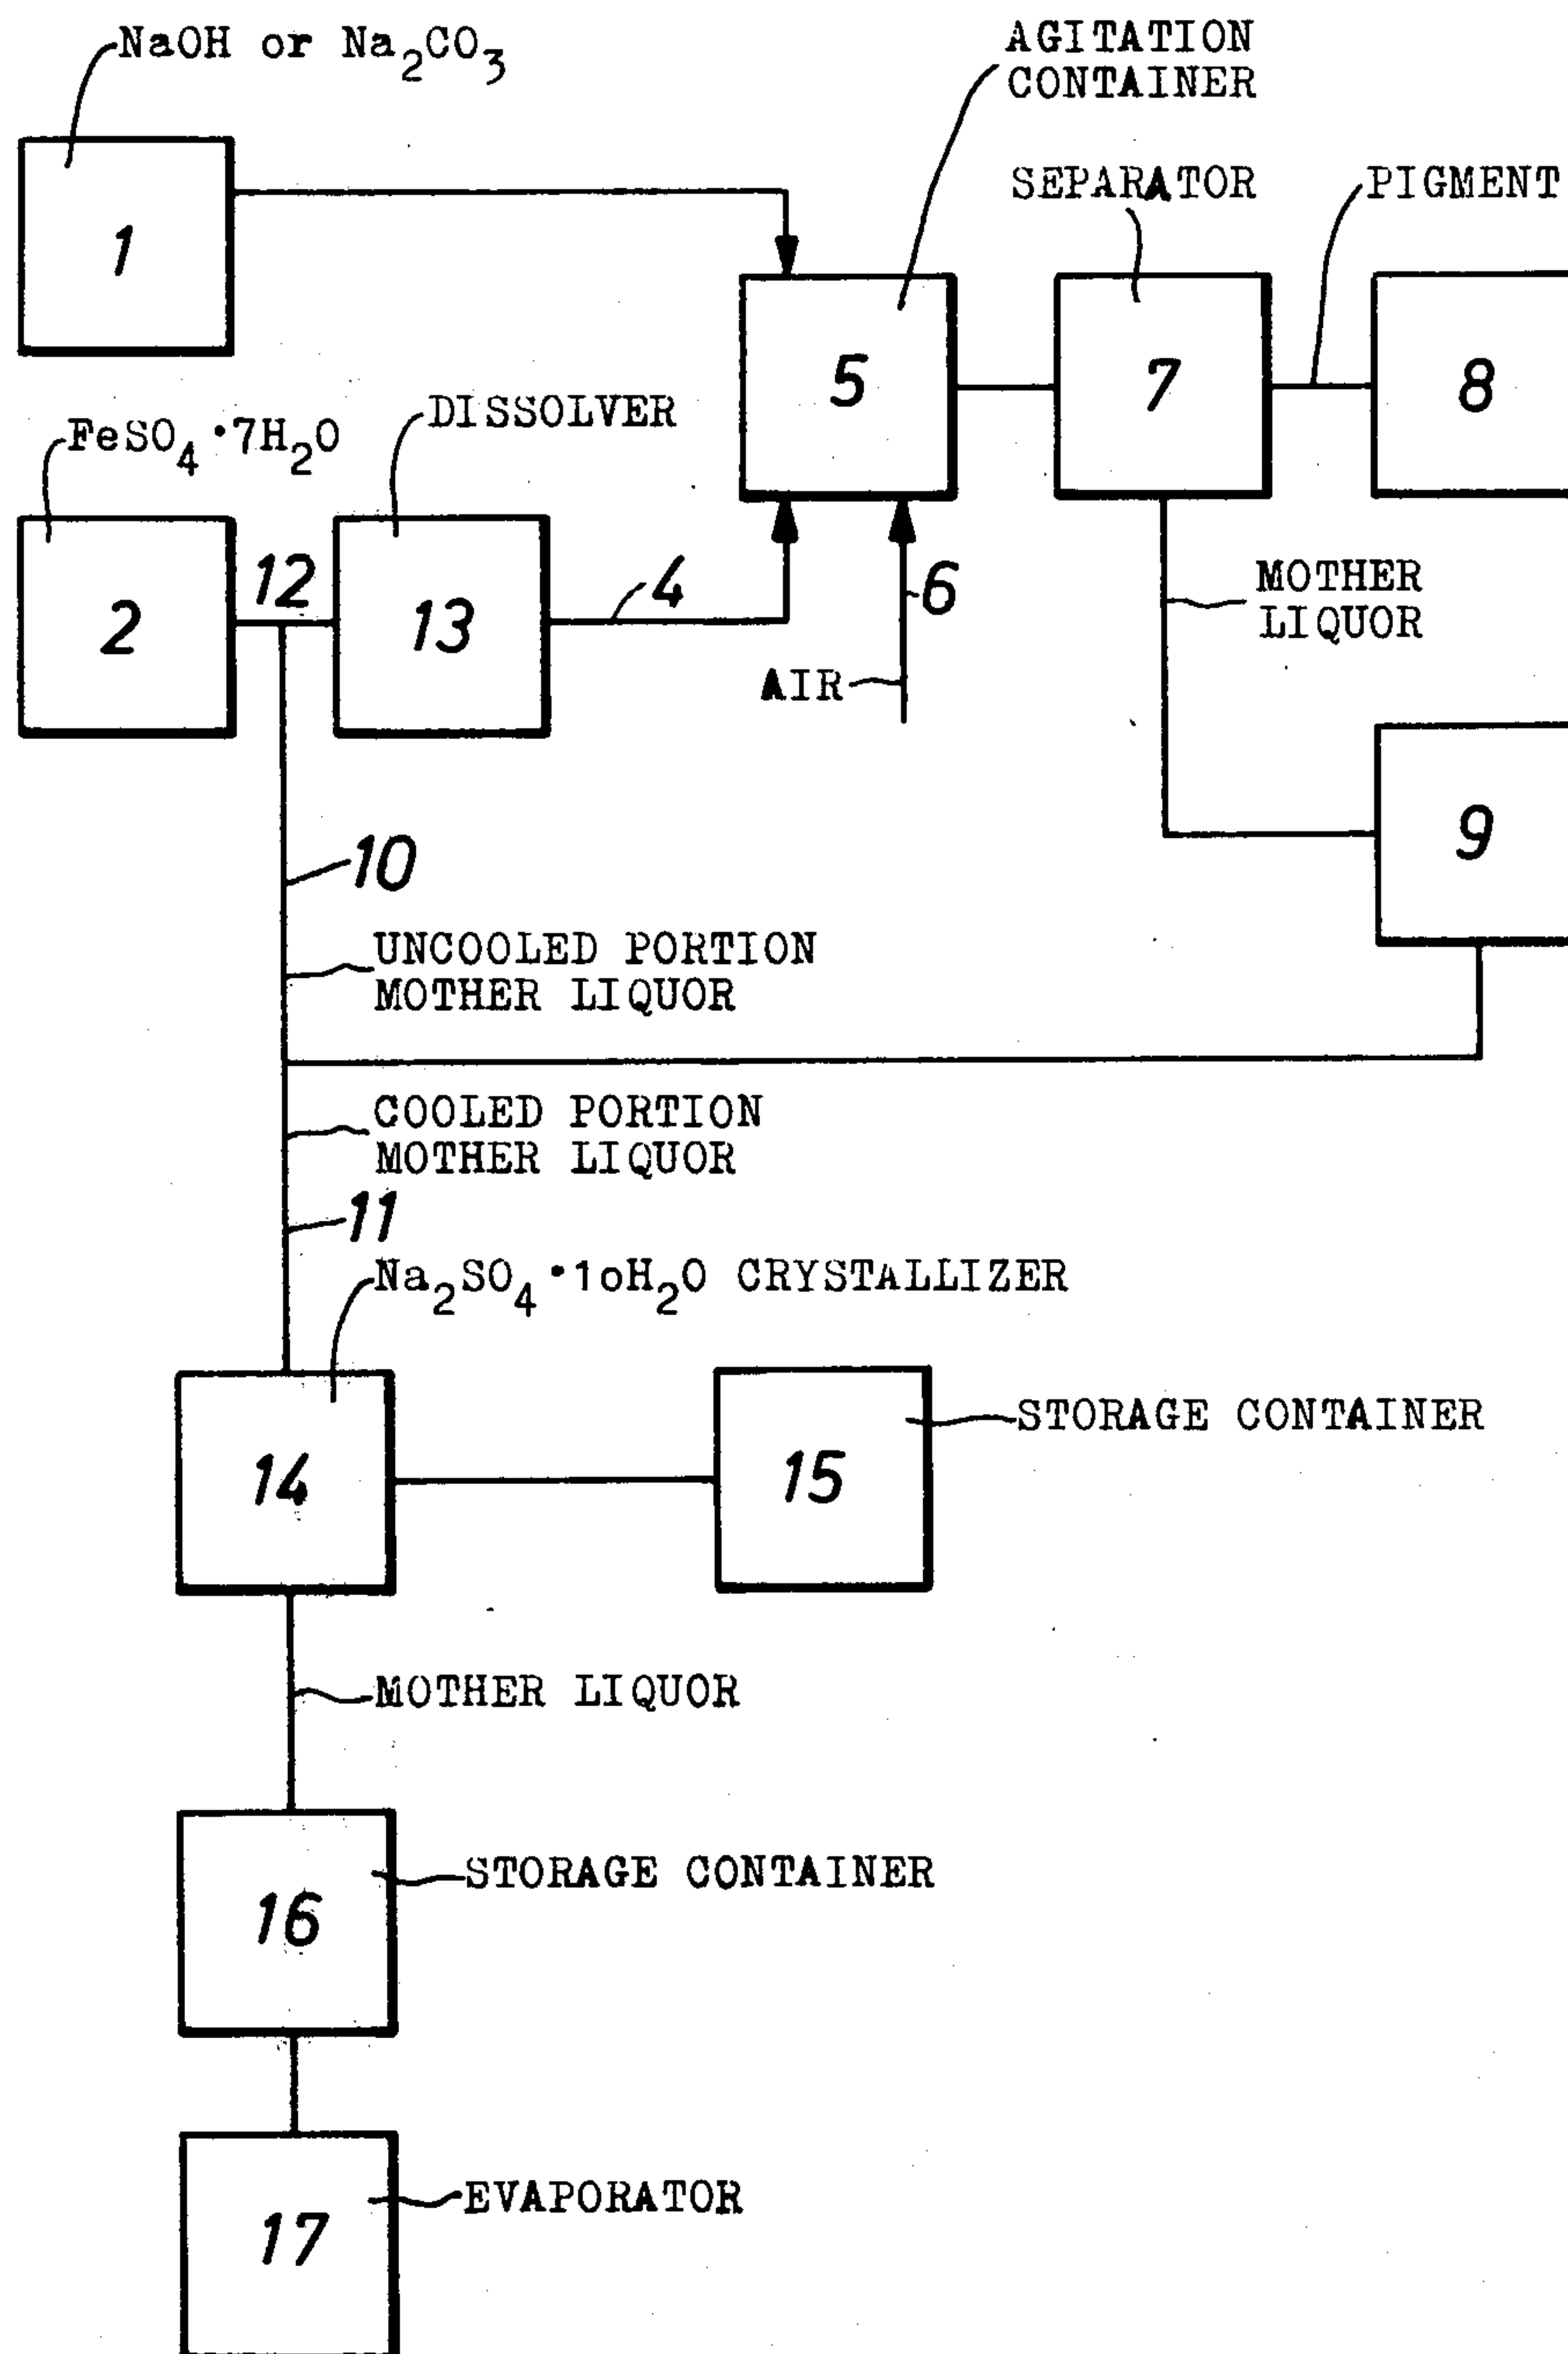 NaOH or Na₂CO₃
AGITATION
CONTAINER
1
SEPARATOR
PIGMENT
5
7
8
FeSO₄·7H₂O
DISSOLVER
2
12
13
4
6
AIR
MOTHER
LIQUOR
9
10
UNCOOLED PORTION
MOTHER LIQUOR
COOLED PORTION
MOTHER LIQUOR
11
Na₂SO₄·10H₂O CRYSTALLIZER
14
15
STORAGE CONTAINER
MOTHER LIQUOR
16
STORAGE CONTAINER
17
EVAPORATOR